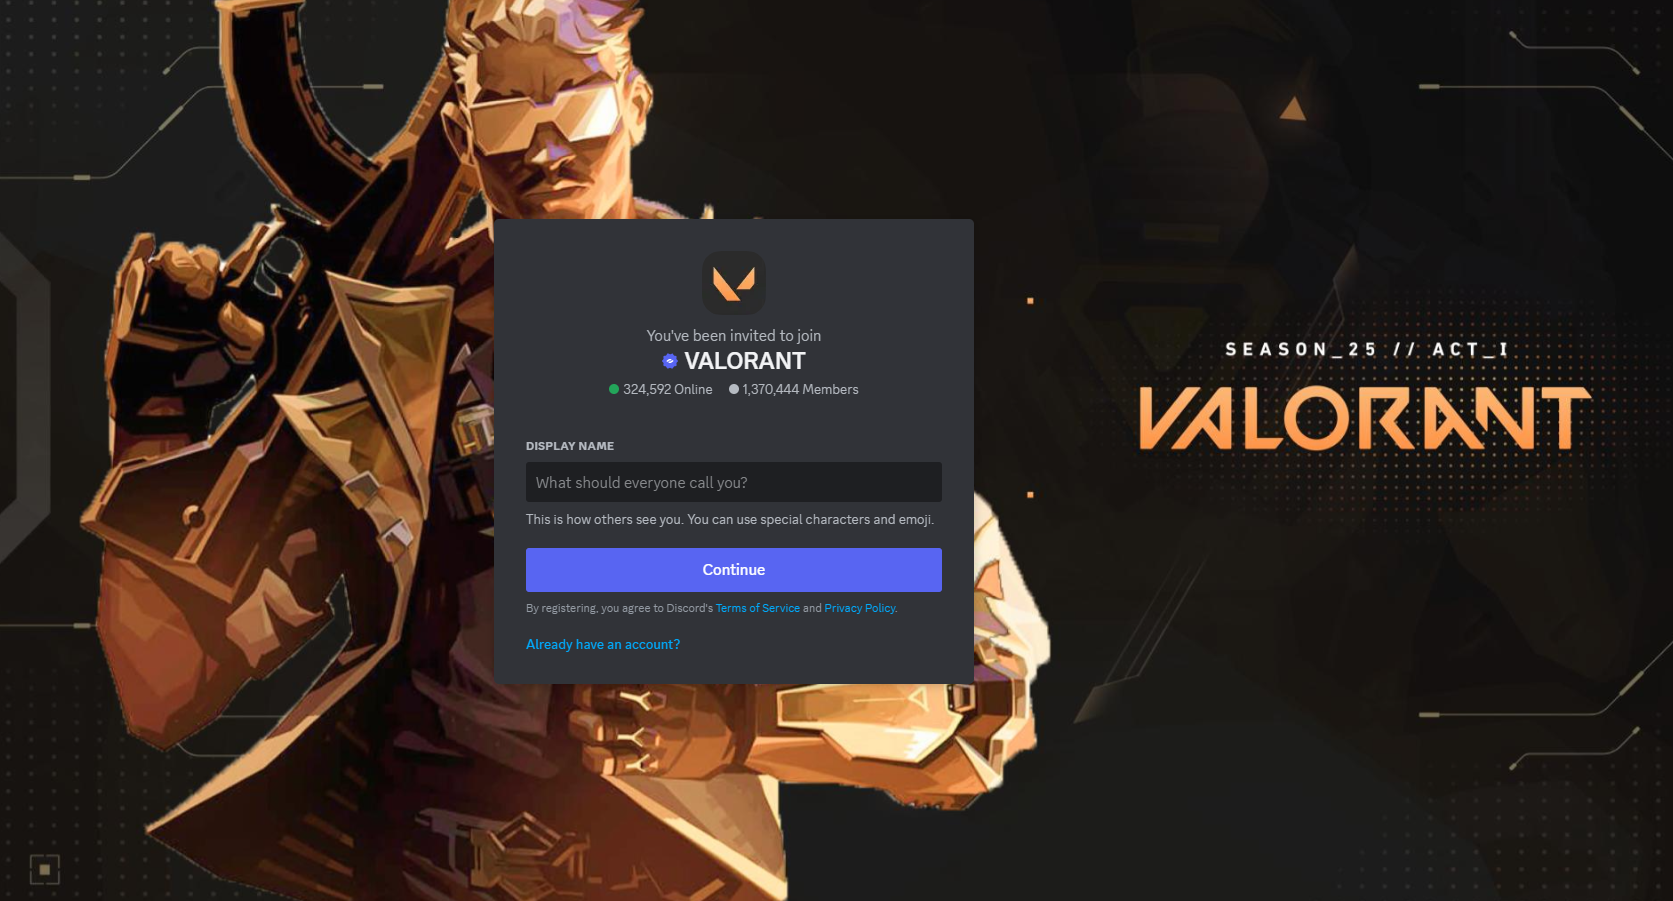 You've been invited to join
VALORANT
324,592 Online 1,370,444 Members
DISPLAY NAME
What should everyone call you?
This is how others see you. You can use special characters and emoji.
Continue
By registering, you agree to Discord's Terms of Service and Privacy Policy.
Already have an account?
SEASON_25 // ACT_I
VALORANT